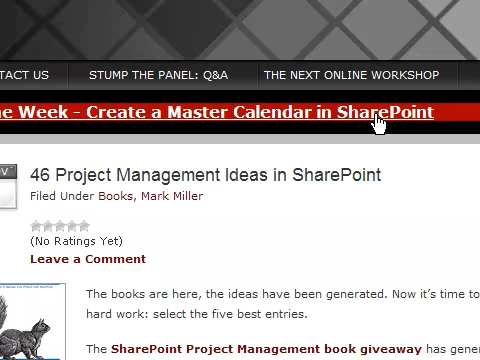 TACT US STUMP THE PANEL: Q&A THE NEXT ONLINE WORKSHOP
he Week - Create a Master Calendar in SharePoint
46 Project Management Ideas in SharePoint
Filed Under Books, Mark Miller
(No Ratings Yet)
Leave a Comment
The books are here, the ideas have been generated. Now it's time to
hard work: select the five best entries.
The SharePoint Project Management book giveaway has gene